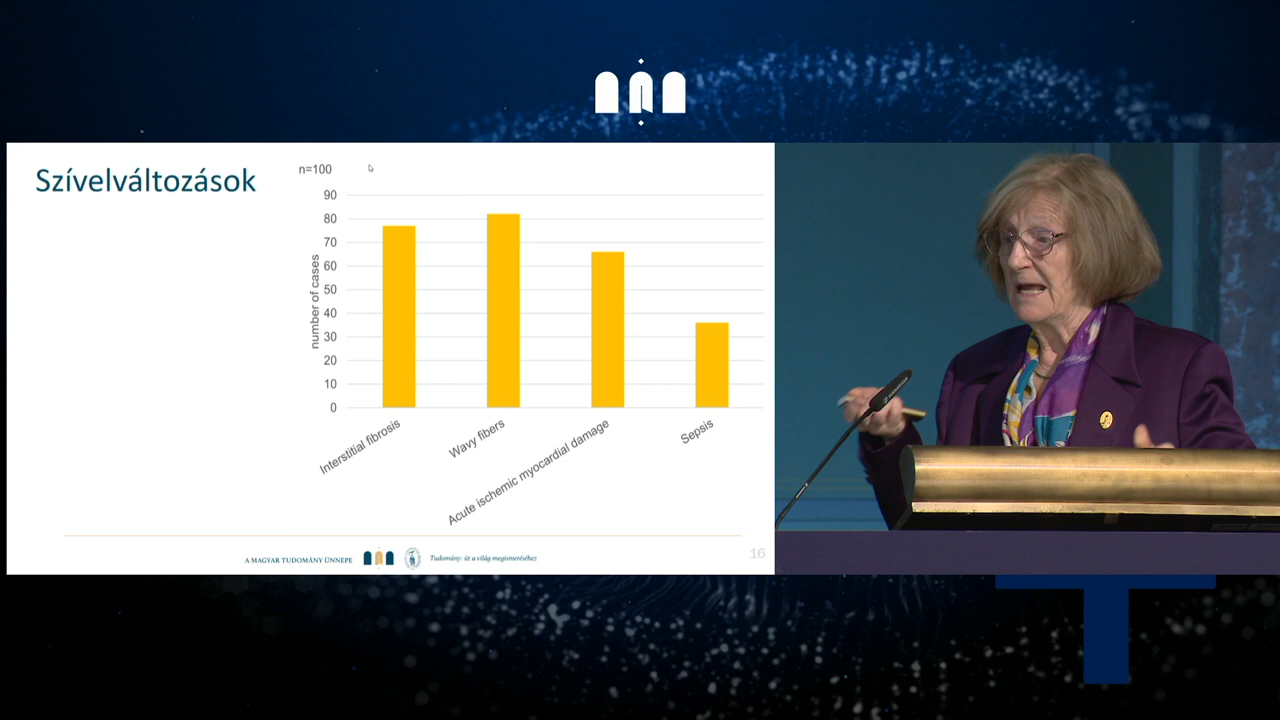 Szívelváltozások
n=100
90
80
70
60
50
40
30
20
10
0
number of cases
Interstitial fibrosis
Wavy fibers
Acute ischemic myocardial damage
Sepsis
A MAGYAR TUDOMÁNY ÜNNEPE
Tudomány: út a világ megismeréséhez
16